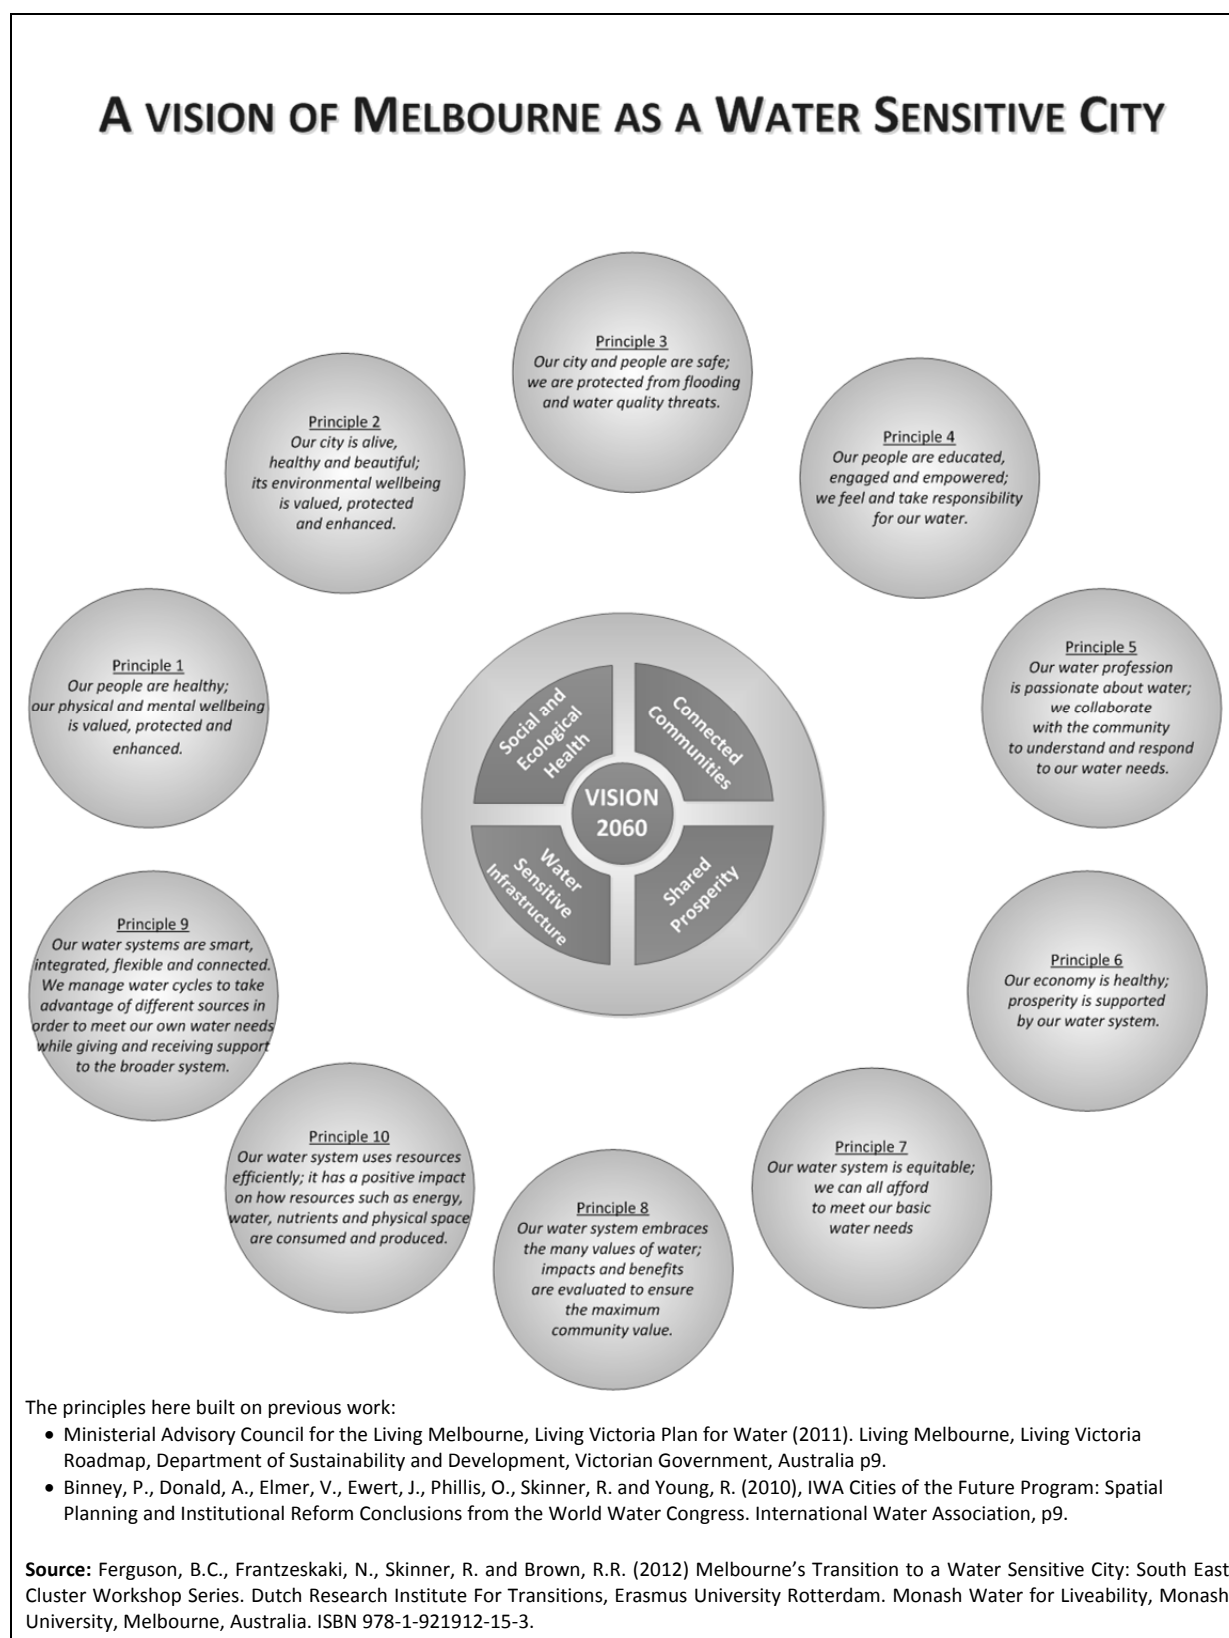 A VISION OF MELBOURNE AS A WATER SENSITIVE CITY
Principle 3
Our city and people are safe;
we are protected from flooding
and water quality threats.
Principle 2
Our city is alive,
healthy and beautiful;
its environmental wellbeing
is valued, protected
and enhanced.
Principle 4
Our people are educated,
engaged and empowered;
we feel and take responsibility
for our water.
Principle 1
Our people are healthy;
our physical and mental wellbeing
is valued, protected and
enhanced.
Principle 5
Our water profession
is passionate about water;
we collaborate
with the community
to understand and respond
to our water needs.
Social and
Ecological
Health
Connected
Communities
VISION
2060
Water
Sensitive
Infrastructure
Shared
Prosperity
Principle 9
Our water systems are smart,
integrated, flexible and connected.
We manage water cycles to take
advantage of different sources in
order to meet our own water needs
while giving and receiving support
to the broader system.
Principle 6
Our economy is healthy;
prosperity is supported
by our water system.
Principle 10
Our water system uses resources
efficiently; it has a positive impact
on how resources such as energy,
water, nutrients and physical space
are consumed and produced.
Principle 8
Our water system embraces
the many values of water;
impacts and benefits
are evaluated to ensure
the maximum
community value.
Principle 7
Our water system is equitable;
we can all afford
to meet our basic
water needs
The principles here built on previous work:
• Ministerial Advisory Council for the Living Melbourne, Living Victoria Plan for Water (2011). Living Melbourne, Living Victoria
Roadmap, Department of Sustainability and Development, Victorian Government, Australia p9.
• Binney, P., Donald, A., Elmer, V., Ewert, J., Phillis, O., Skinner, R. and Young, R. (2010), IWA Cities of the Future Program: Spatial
Planning and Institutional Reform Conclusions from the World Water Congress. International Water Association, p9.
Source: Ferguson, B.C., Frantzeskaki, N., Skinner, R. and Brown, R.R. (2012) Melbourne’s Transition to a Water Sensitive City: South East
Cluster Workshop Series. Dutch Research Institute For Transitions, Erasmus University Rotterdam. Monash Water for Liveability, Monash
University, Melbourne, Australia. ISBN 978-1-921912-15-3.